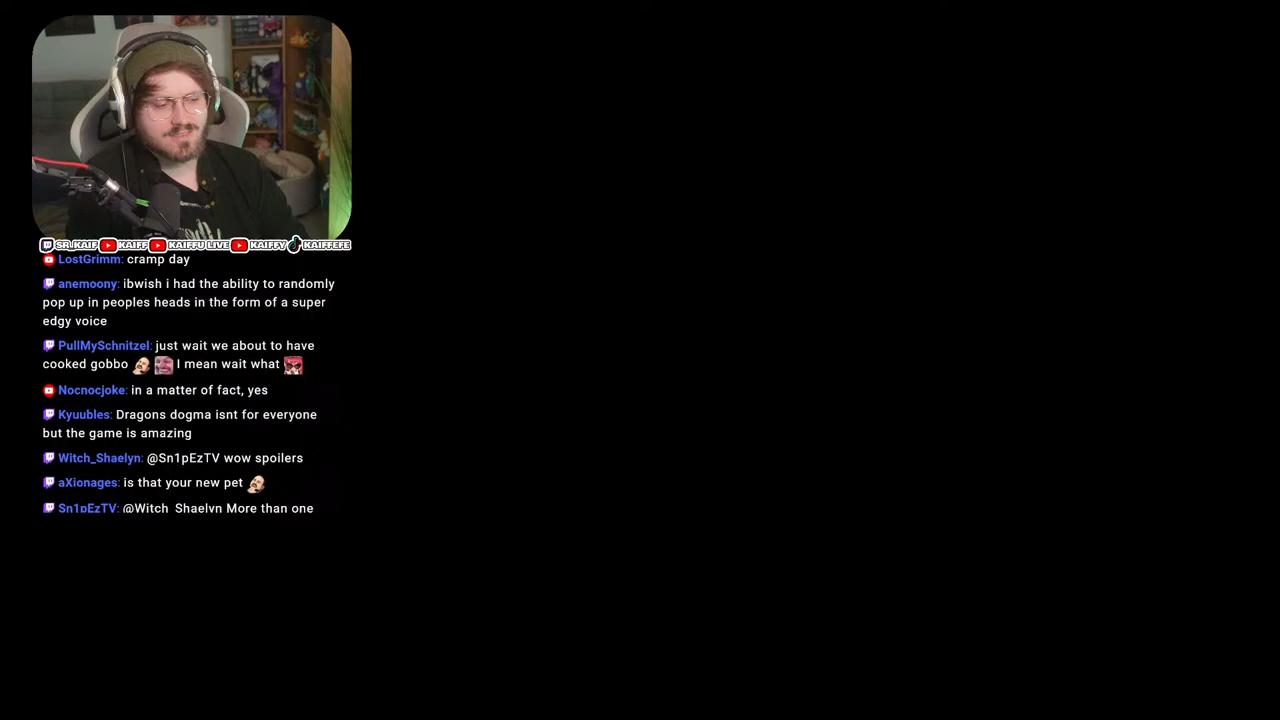 SR_KAIF KAIFF KAIFFU LIVE KAIFFY KAIFFEFE
LostGrimm: cramp day
anemoony: ibwish i had the ability to randomly
pop up in peoples heads in the form of a super
edgy voice
PullMySchnitzel: just wait we about to have
cooked gobbo I mean wait what
Nocnocjoke: in a matter of fact, yes
Kyuubles: Dragons dogma isnt for everyone
but the game is amazing
Witch_Shaelyn: @Sn1pEzTV wow spoilers
aXionages: is that your new pet
Sn1pEzTV: @Witch_Shaelyn More than one